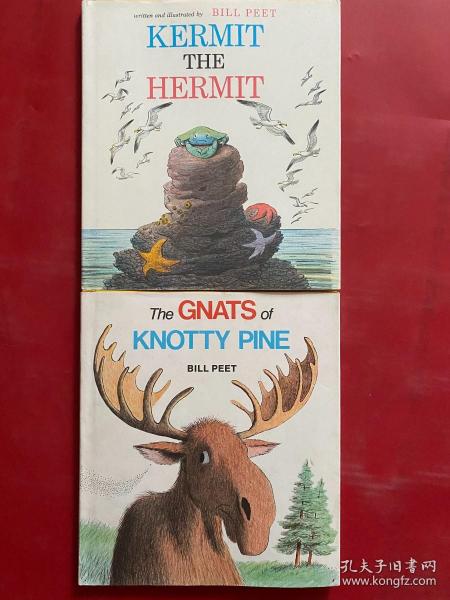 written and illustrated by BILL PEET
KERMIT
THE
HERMIT
The GNATS of
KNOTTY PINE
BILL PEET
孔夫子旧书网
www.kongfz.com